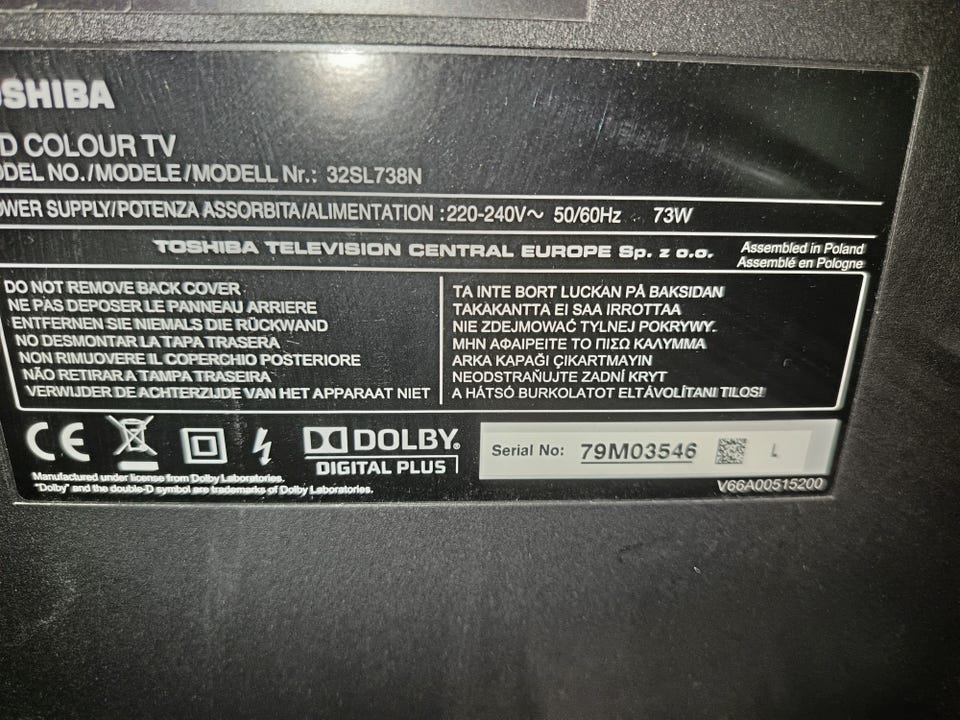 OSHIBA
D COLOUR TV
ODEL NO./MODELE/MODELL Nr.: 32SL738N
OWER SUPPLY/POTENZA ASSORBITA/ALIMENTATION :220-240V~ 50/60Hz 73W
TOSHIBA TELEVISION CENTRAL EUROPE Sp. z o.o.
Assembled in Poland
Assemblé en Pologne
DO NOT REMOVE BACK COVER
NE PAS DEPOSER LE PANNEAU ARRIERE
ENTFERNEN SIE NIEMALS DIE RÜCKWAND
NO DESMONTAR LA TAPA TRASERA
NON RIMUOVERE IL COPERCHIO POSTERIORE
NÃO RETIRAR A TAMPA TRASEIRA
VERWIJDER DE ACHTERZIJDE VAN HET APPARAAT NIET
TA INTE BORT LUCKAN PÅ BAKSIDAN
TAKAKANTTA EI SAA IRROTTAA
NIE ZDEJMOWAĆ TYLNEJ POKRYWY.
ΜΗΝ ΑΦΑΙΡΕΙΤΕ ΤΟ ΠΙΣΩ ΚΑΛΥΜΜΑ
ARKA KAPAĞI ÇIKARTMAYIN
NEODSTRAŇUJTE ZADNÍ KRYT
A HÁTSÓ BURKOLATOT ELTÁVOLÍTANI TILOS!
CE
DOLBY®
DIGITAL PLUS
Serial No: 79M03546 L
Manufactured under license from Dolby Laboratories.
"Dolby" and the double-D symbol are trademarks of Dolby Laboratories.
V66A00515200